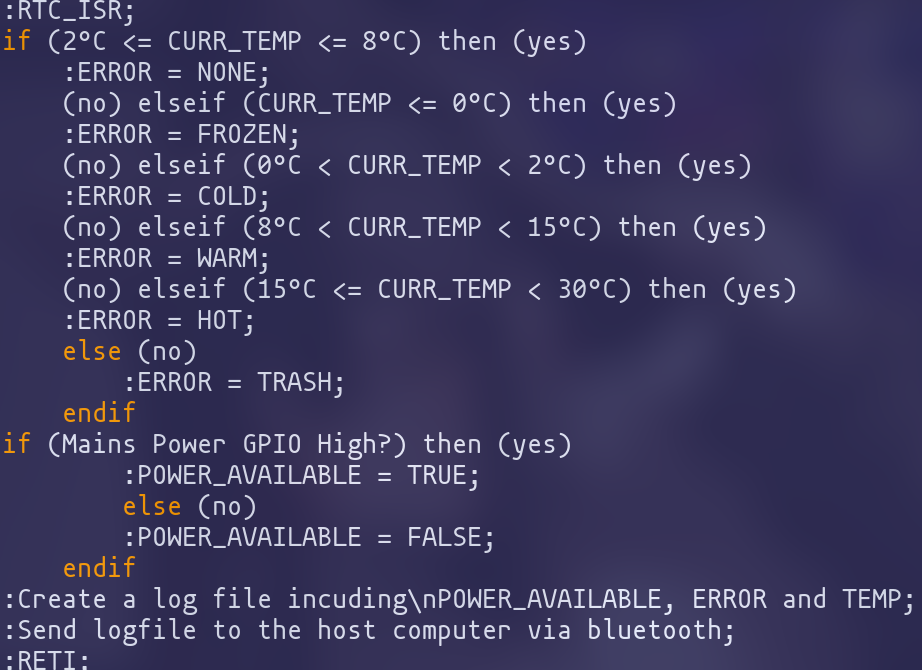 :RTC_ISR;
if (2°C <= CURR_TEMP <= 8°C) then (yes)
:ERROR = NONE;
(no) elseif (CURR_TEMP <= 0°C) then (yes)
:ERROR = FROZEN;
(no) elseif (0°C < CURR_TEMP < 2°C) then (yes)
:ERROR = COLD;
(no) elseif (8°C < CURR_TEMP < 15°C) then (yes)
:ERROR = WARM;
(no) elseif (15°C <= CURR_TEMP < 30°C) then (yes)
:ERROR = HOT;
else (no)
:ERROR = TRASH;
endif
if (Mains Power GPIO High?) then (yes)
:POWER_AVAILABLE = TRUE;
else (no)
:POWER_AVAILABLE = FALSE;
endif
:Create a log file incuding\nPOWER_AVAILABLE, ERROR and TEMP;
:Send logfile to the host computer via bluetooth;
:RETI;